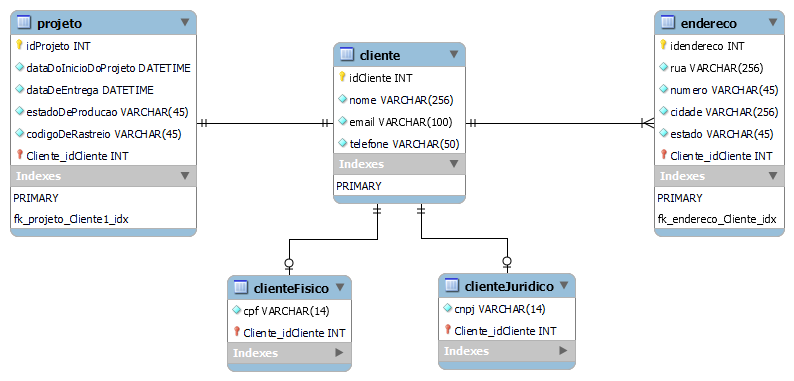 projeto
idProjeto INT
dataDoInicioDoProjeto DATETIME
dataDeEntrega DATETIME
estadoDeProducao VARCHAR(45)
codigoDeRastreio VARCHAR(45)
Cliente_idCliente INT
Indexes
PRIMARY
fk_projeto_Cliente1_idx
cliente
idCliente INT
nome VARCHAR(256)
email VARCHAR(100)
telefone VARCHAR(50)
Indexes
PRIMARY
endereco
idendereco INT
rua VARCHAR(256)
numero VARCHAR(45)
cidade VARCHAR(256)
estado VARCHAR(45)
Cliente_idCliente INT
Indexes
PRIMARY
fk_endereco_Cliente_idx
clienteFisico
cpf VARCHAR(14)
Cliente_idCliente INT
Indexes
clienteJuridico
cnpj VARCHAR(14)
Cliente_idCliente INT
Indexes